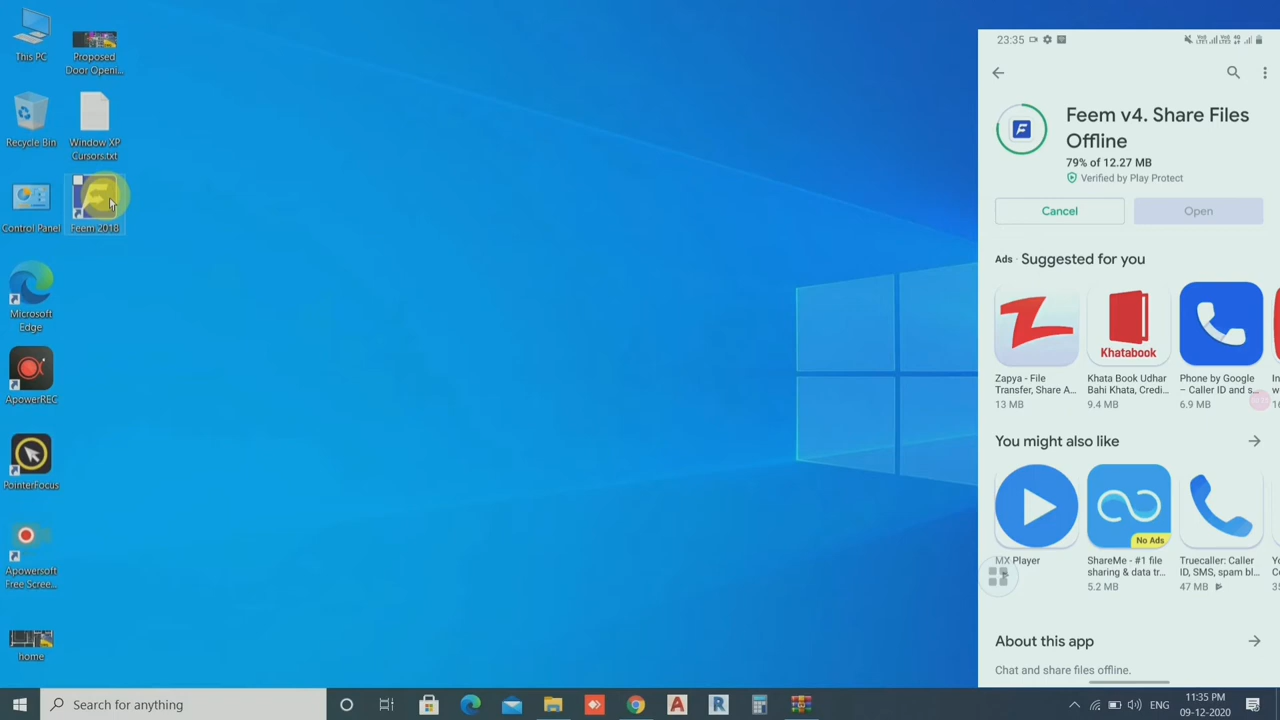 This PC
Proposed
Door Openi...
Recycle Bin
Window XP
Cursors.txt
Control Panel
Feem 2018
Microsoft
Edge
ApowerREC
PointerFocus
Apowersoft
Free Scree...
home
Search for anything
ENG
11:35 PM
09-12-2020
23:35
Feem v4. Share Files
Offline
79% of 12.27 MB
Verified by Play Protect
Cancel
Open
Ads · Suggested for you
Khatabook
Zapya - File
Transfer, Share A...
13 MB
Khata Book Udhar
Bahi Khata, Credi...
9.4 MB
Phone by Google
– Caller ID and s...
6.9 MB
You might also like
No Ads
MX Player
ShareMe - #1 file
sharing & data tr...
5.2 MB
Truecaller: Caller
ID, SMS, spam bl...
47 MB
About this app
Chat and share files offline.